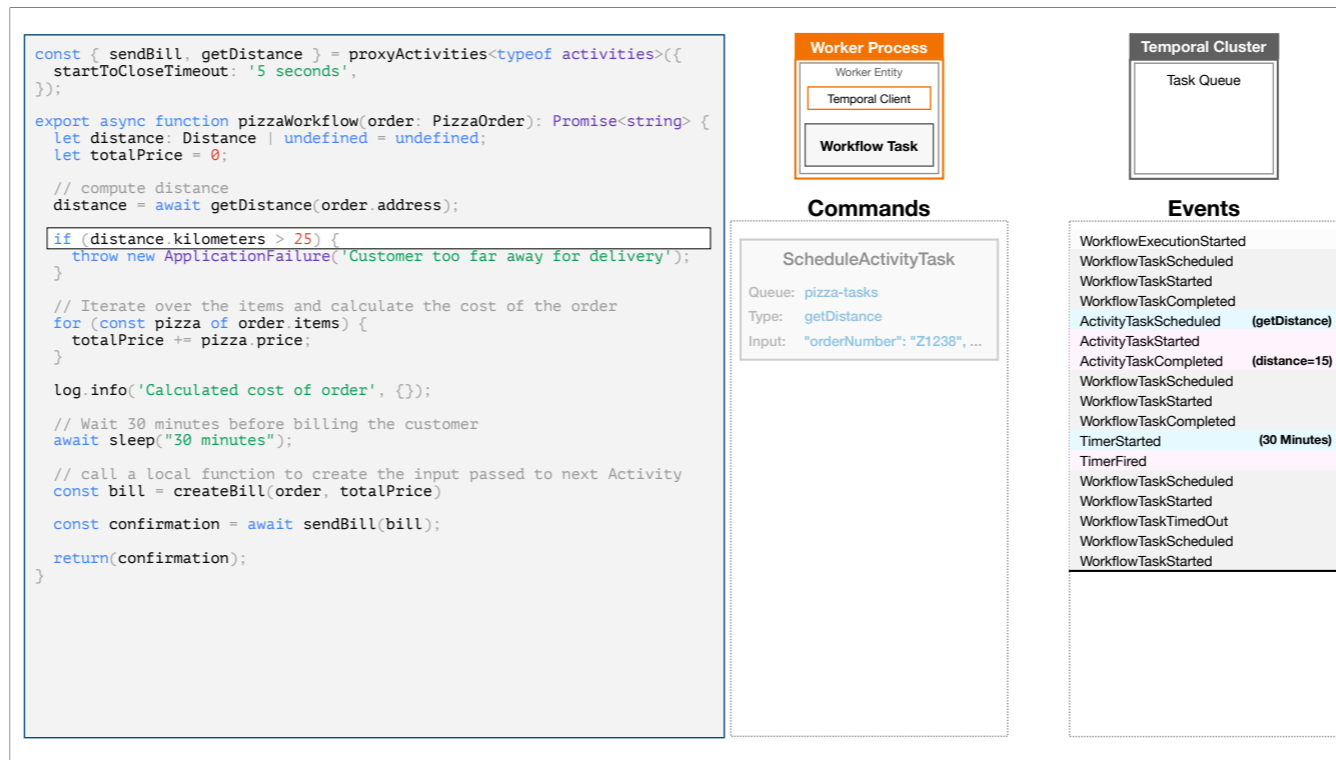 const { sendBill, getDistance } = proxyActivities<typeof activities>({
  startToCloseTimeout: '5 seconds',
});
export async function pizzaWorkflow(order: PizzaOrder): Promise<string> {
  let distance: Distance | undefined = undefined;
  let totalPrice = 0;
  // compute distance
  distance = await getDistance(order.address);
  if (distance.kilometers > 25) {
    throw new ApplicationFailure('Customer too far away for delivery');
  }
  // Iterate over the items and calculate the cost of the order
  for (const pizza of order.items) {
    totalPrice += pizza.price;
  }
  log.info('Calculated cost of order', {});
  // Wait 30 minutes before billing the customer
  await sleep("30 minutes");
  // call a local function to create the input passed to next Activity
  const bill = createBill(order, totalPrice)
  const confirmation = await sendBill(bill);
  return(confirmation);
}
Worker Process
Worker Entity
Temporal Client
Workflow Task
Commands
ScheduleActivityTask
Queue: pizza-tasks
Type: getDistance
Input: "orderNumber": "Z1238", ...
Temporal Cluster
Task Queue
Events
WorkflowExecutionStarted
WorkflowTaskScheduled
WorkflowTaskStarted
WorkflowTaskCompleted
ActivityTaskScheduled (getDistance)
ActivityTaskStarted
ActivityTaskCompleted (distance=15)
WorkflowTaskScheduled
WorkflowTaskStarted
WorkflowTaskCompleted
TimerStarted (30 Minutes)
TimerFired
WorkflowTaskScheduled
WorkflowTaskStarted
WorkflowTaskTimedOut
WorkflowTaskScheduled
WorkflowTaskStarted